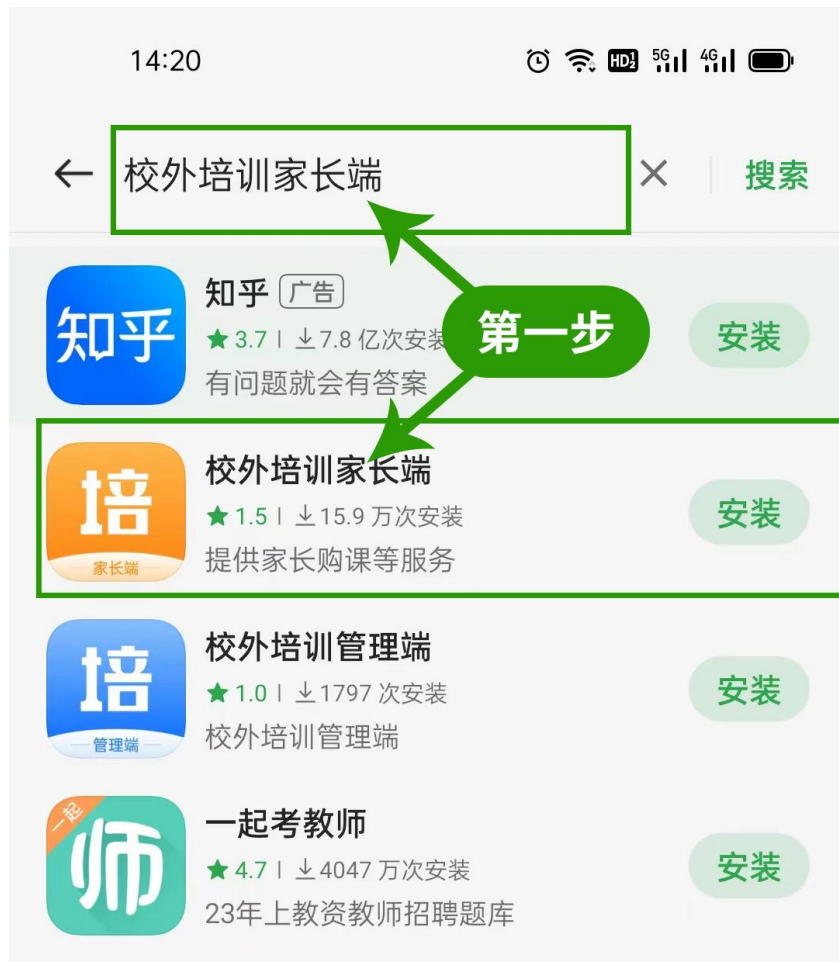 14:20
HD 1 2 5G 4G
校外培训家长端
搜索
知乎 广告
知乎
★ 3.7 | 7.8 亿次安装
有问题就会有答案
安装
第一步
培
家长端
校外培训家长端
★ 1.5 | 15.9 万次安装
提供家长购课等服务
安装
培
管理端
校外培训管理端
★ 1.0 | 1797 次安装
校外培训管理端
安装
一起
师
一起考教师
★ 4.7 | 4047 万次安装
23年上教资教师招聘题库
安装